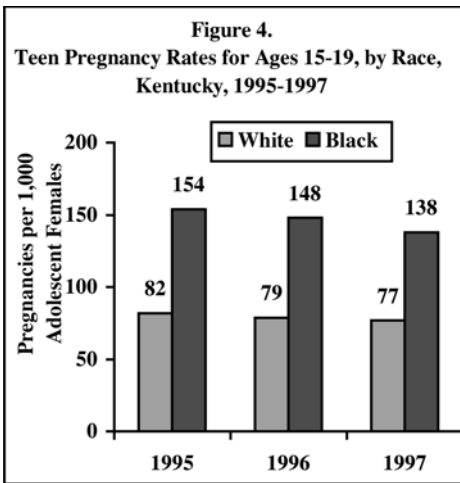 Figure 4.
Teen Pregnancy Rates for Ages 15-19, by Race,
Kentucky, 1995-1997
White Black
Pregnancies per 1,000
Adolescent Females
200
150
100
50
0
82 154
79 148
77 138
1995 1996 1997